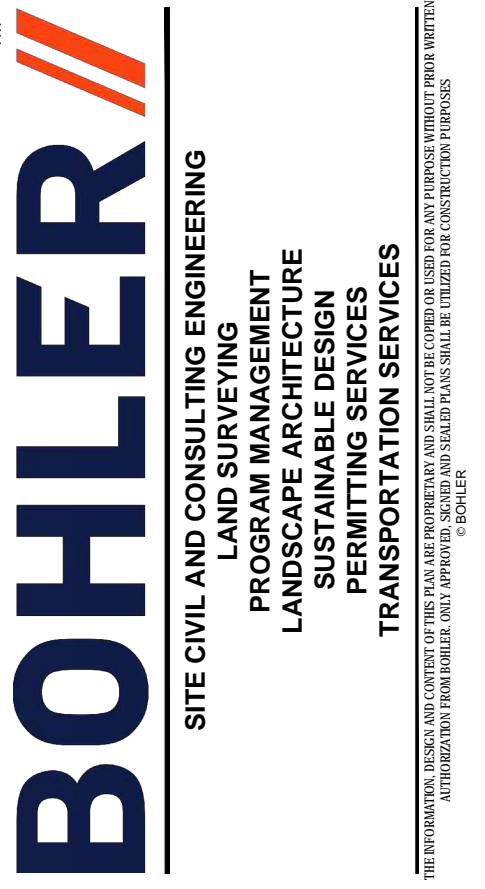 BOHLER//
SITE CIVIL AND CONSULTING ENGINEERING
LAND SURVEYING
PROGRAM MANAGEMENT
LANDSCAPE ARCHITECTURE
SUSTAINABLE DESIGN
PERMITTING SERVICES
TRANSPORTATION SERVICES
THE INFORMATION, DESIGN AND CONTENT OF THIS PLAN ARE PROPRIETARY AND SHALL NOT BE COPIED OR USED FOR ANY PURPOSE WITHOUT PRIOR WRITTEN
AUTHORIZATION FROM BOHLER. ONLY APPROVED, SIGNED AND SEALED PLANS SHALL BE UTILIZED FOR CONSTRUCTION PURPOSES
© BOHLER